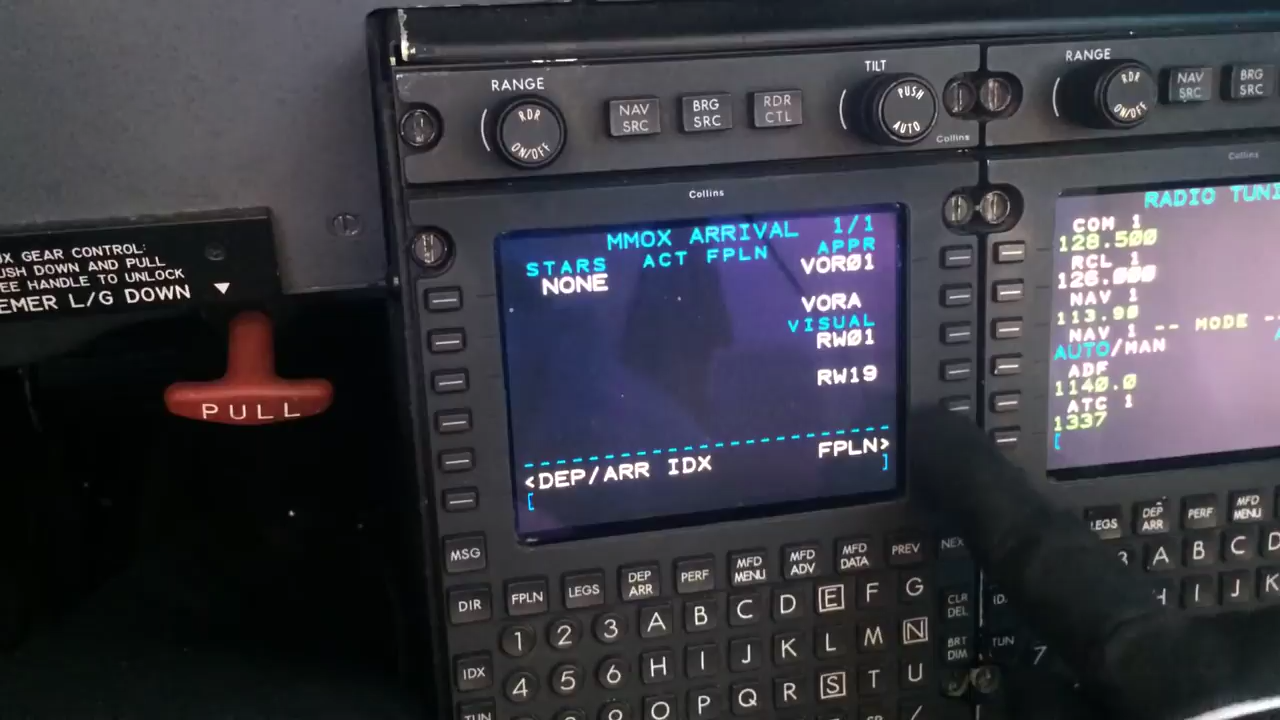 RANGE
RDR
ON/OFF
NAV
SRC
BRG
SRC
RDR
CTL
TILT
PUSH
AUTO
Collins
RANGE
RDR
ON/OFF
NAV
SRC
BRG
SRC
GEAR CONTROL:
DOWN AND PULL
HANDLE TO UNLOCK
EMER L/G DOWN
PULL
Collins
MMOX ARRIVAL 1/1
STARS ACT FPLN APPR
NONE VOR01
VORA
VISUAL
RW01
RW19
FPLN>
<DEP/ARR IDX
[ ]
Collins
RADIO TUNI
COM 1
128.500
RCL 1
126.000
NAV 1
113.90
NAV 1 -- MODE --
AUTO/MAN
ADF
1140.0
ATC 1
1337
[
MSG
DIR
FPLN
LEGS
DEP
ARR
PERF
MFD
MENU
MFD
ADV
MFD
DATA
PREV
NEX
1 2 3 A B C D E F G
CLR
DEL
IDX
4 5 6 H I J K L M N
BRT
DIM
TUN
O P Q R S T U
LEGS
DEP
ARR
PERF
MFD
MENU
3 A B C D
H I J K
TUN
7